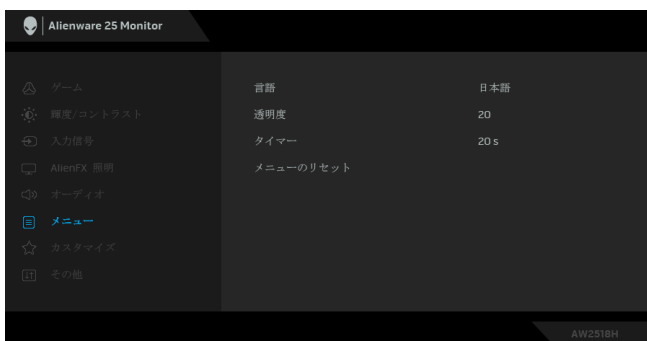 Alienware 25 Monitor
ゲーム
言語 日本語
輝度/コントラスト
透明度 20
入力信号
タイマー 20 s
AlienFX 照明
メニューのリセット
オーディオ
メニュー
カスタマイズ
その他
AW2518H